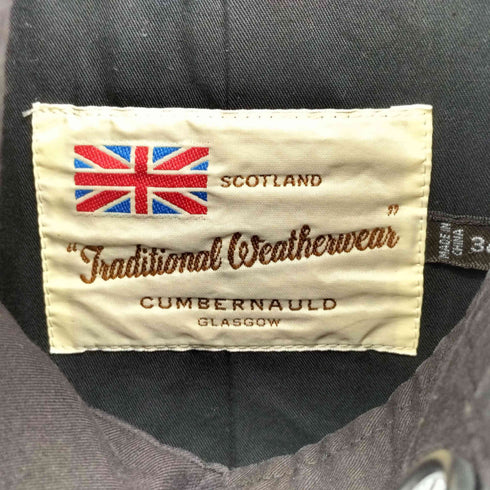 SCOTLAND
"Traditional Weatherwear"
CUMBERNAULD
GLASGOW
MADE IN
CHINA